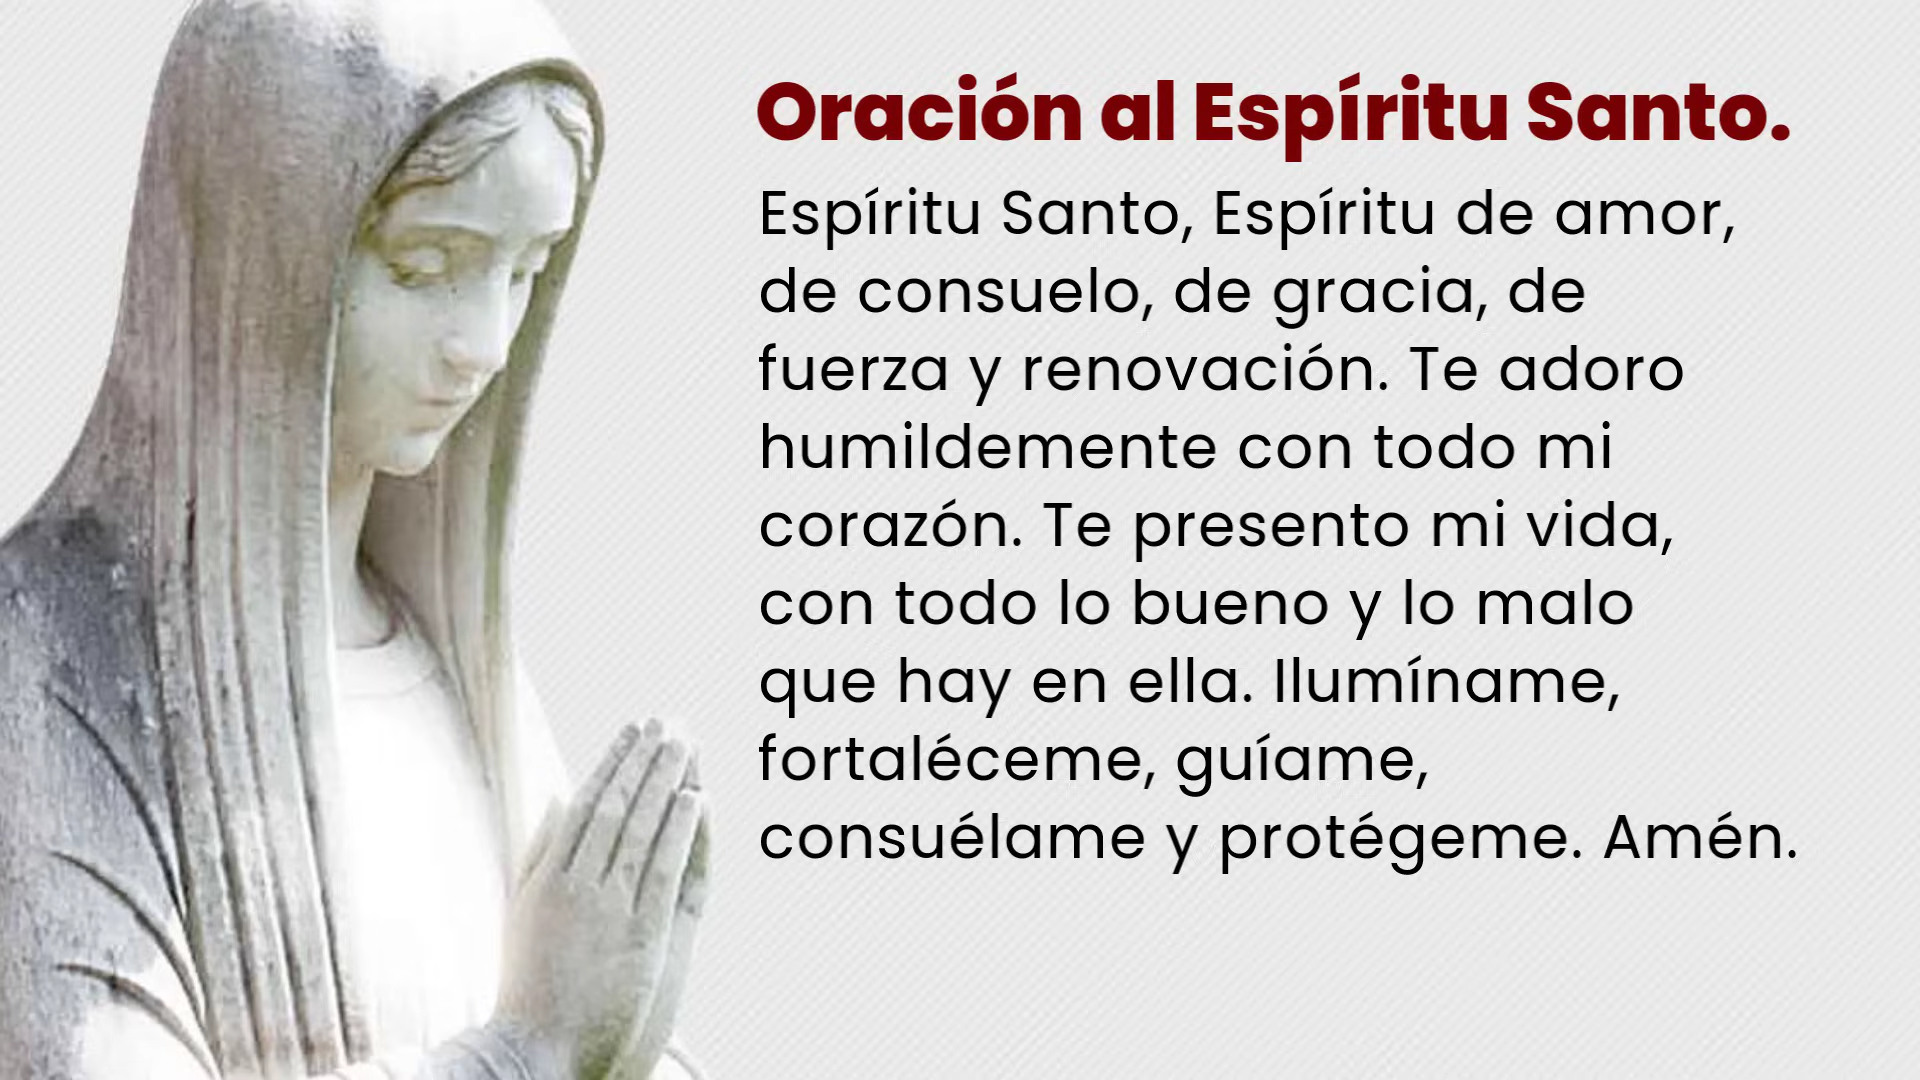 Oración al Espíritu Santo.
Espíritu Santo, Espíritu de amor,
de consuelo, de gracia, de
fuerza y renovación. Te adoro
humildemente con todo mi
corazón. Te presento mi vida,
con todo lo bueno y lo malo
que hay en ella. Ilumíname,
fortaléceme, guíame,
consuélame y protégeme. Amén.